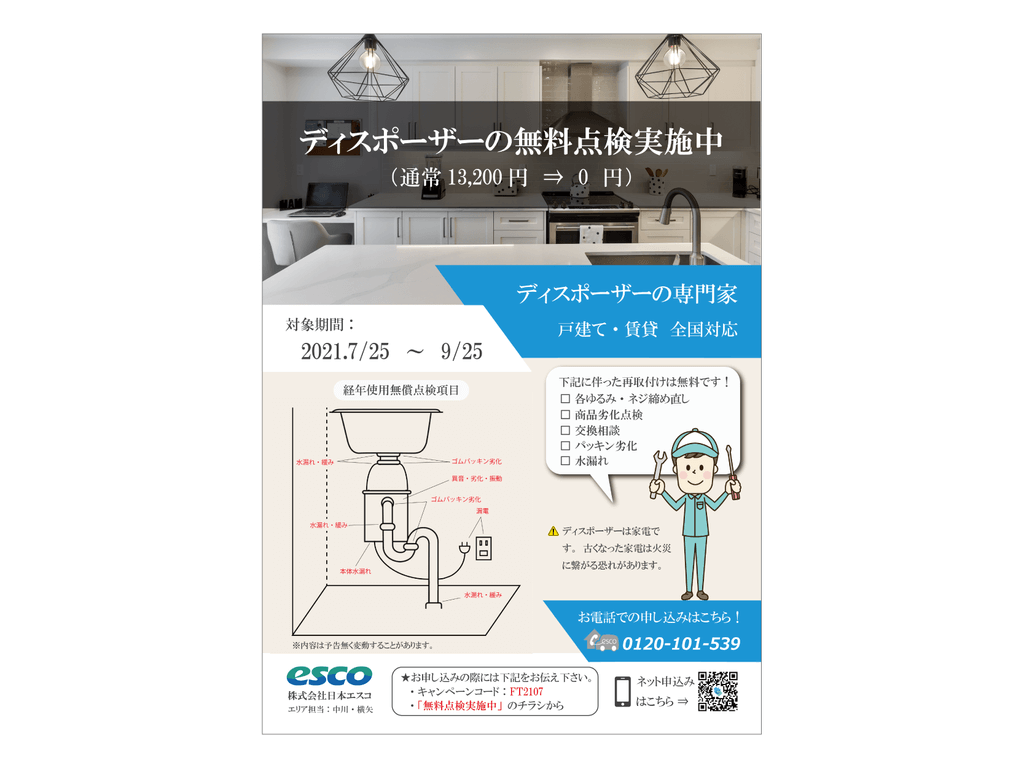 ディスポーザーの無料点検実施中
（通常 13,200 円 ⇒ 0 円）
ディスポーザーの専門家
戸建て・賃貸 全国対応
対象期間：
2021.7/25 ～ 9/25
経年使用無償点検項目
水漏れ・緩み
ゴムパッキン劣化
異音・劣化・振動
ゴムパッキン劣化
漏電
水漏れ・緩み
本体水漏れ
水漏れ・緩み
※内容は予告無く変動することがあります。
下記に伴った再取付けは無料です！
□ 各ゆるみ・ネジ締め直し
□ 商品劣化点検
□ 交換相談
□ パッキン劣化
□ 水漏れ
ディスポーザーは家電で
す。古くなった家電は火災
に繋がる恐れがあります。
お電話での申し込みはこちら！
esco
0120-101-539
esco
株式会社日本エスコ
エリア担当：中川・横矢
★お申し込みの際には下記をお伝え下さい。
・キャンペーンコード：FT2107
・「無料点検実施中」のチラシから
ネット申込み
はこちら ⇒